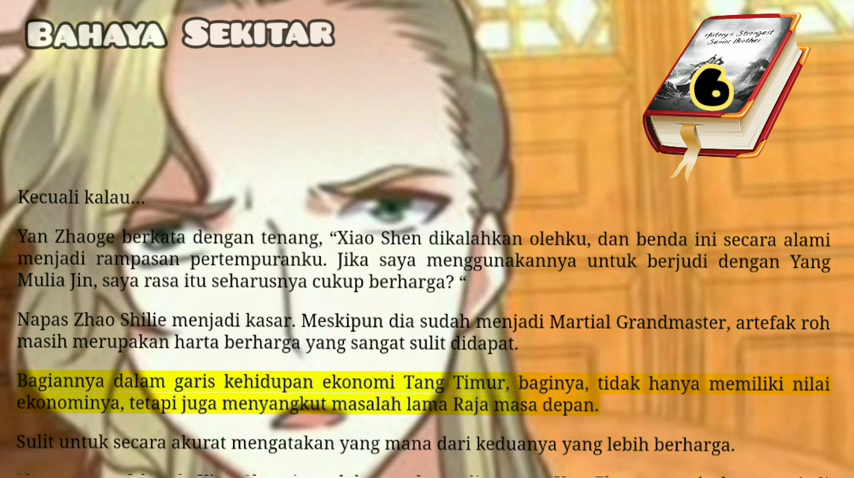 BAHAYA SEKITAR
History's Strongest
Senior Brother
6
Kecuali kalau...
Yan Zhaoge berkata dengan tenang, “Xiao Shen dikalahkan olehku, dan benda ini secara alami
menjadi rampasan pertempuranku. Jika saya menggunakannya untuk berjudi dengan Yang
Mulia Jin, saya rasa itu seharusnya cukup berharga? “
Napas Zhao Shilie menjadi kasar. Meskipun dia sudah menjadi Martial Grandmaster, artefak roh
masih merupakan harta berharga yang sangat sulit didapat.
Bagiannya dalam garis kehidupan ekonomi Tang Timur, baginya, tidak hanya memiliki nilai
ekonominya, tetapi juga menyangkut masalah lama Raja masa depan.
Sulit untuk secara akurat mengatakan yang mana dari keduanya yang lebih berharga.